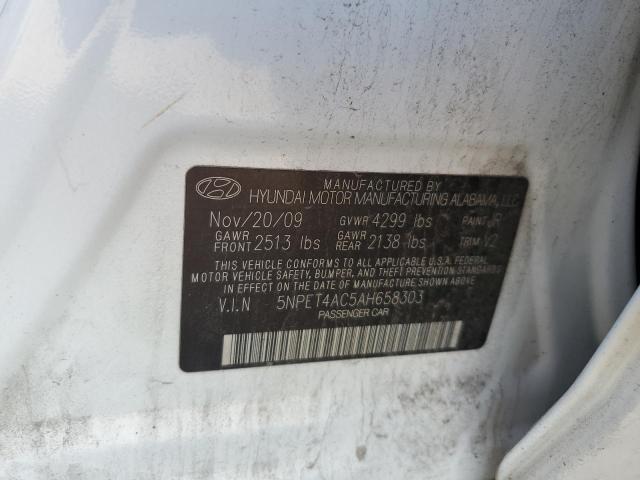 MANUFACTURED BY
HYUNDAI MOTOR MANUFACTURING ALABAMA, LLC
Nov/20/09 GVWR 4299 lbs PAINT JR
GAWR FRONT 2513 lbs GAWR REAR 2138 lbs TRIM V2
THIS VEHICLE CONFORMS TO ALL APPLICABLE FEDERAL
MOTOR VEHICLE SAFETY, BUMPER, AND THEFT PREVENTION STANDARDS
IN EFFECT ON THE DATE OF MANUFACTURE SHOWN ABOVE.
V.I.N 5NPET4AC5AH658303
PASSENGER CAR